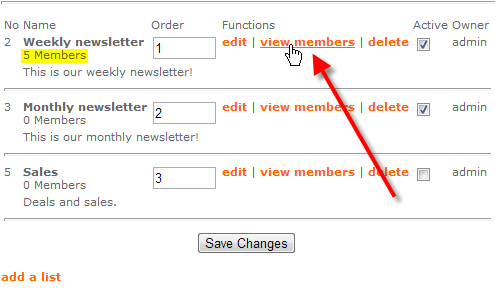 No Name Order Functions Active Owner
2 Weekly newsletter 1 edit | view members | delete admin
5 Members
This is our weekly newsletter!
3 Monthly newsletter 2 edit | view members | delete admin
0 Members
This is our monthly newsletter!
5 Sales 3 edit | view members | delete admin
0 Members
Deals and sales.
Save Changes
add a list